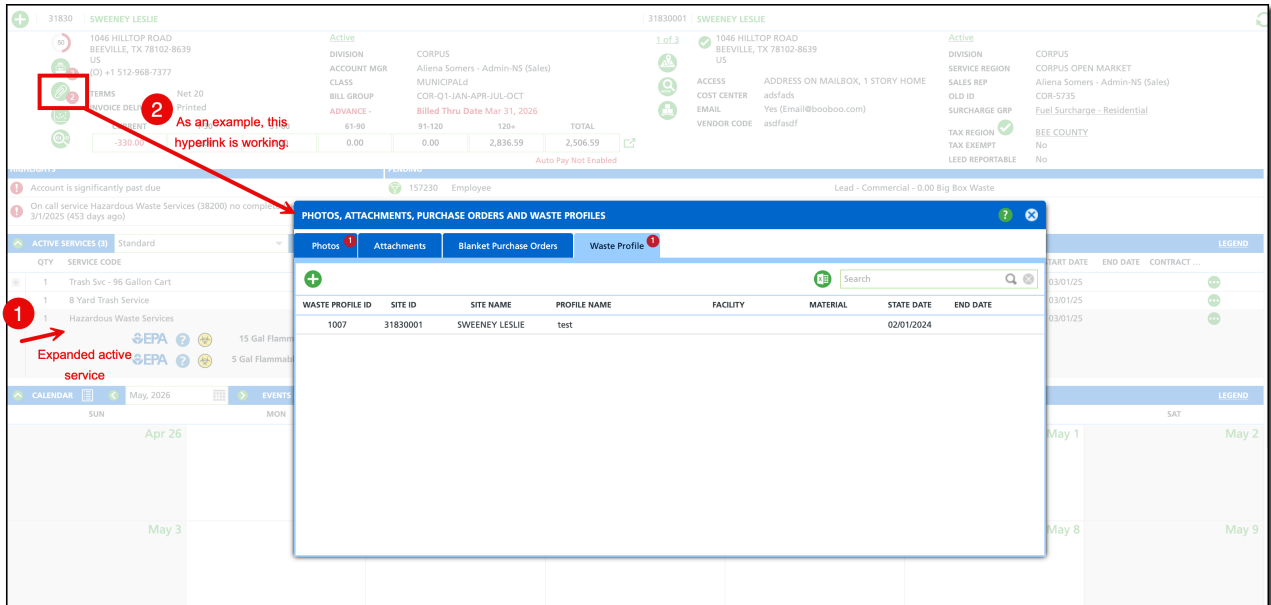 31830 SWEENEY LESLIE
31830001 SWEENEY LESLIE
50
1046 HILLTOP ROAD
BEEVILLE, TX 78102-8639
US
(O) +1 512-968-7377
TERMS Net 20
INVOICE DELIV Printed
2
Active
DIVISION CORPUS
ACCOUNT MGR Aliena Somers - Admin-NS (Sales)
CLASS MUNICIPALd
BILL GROUP COR-Q1-JAN-APR-JUL-OCT
ADVANCE - Billed Thru Date Mar 31, 2026
CURRENT 61-90 91-120 120+ TOTAL
-330.00 0.00 0.00 2,836.59 2,506.59
Auto Pay Not Enabled
1 of 3
1046 HILLTOP ROAD
BEEVILLE, TX 78102-8639
US
ACCESS ADDRESS ON MAILBOX, 1 STORY HOME
COST CENTER adsfads
EMAIL Yes (Email@booboo.com)
VENDOR CODE asdfasdf
Active
DIVISION CORPUS
SERVICE REGION CORPUS OPEN MARKET
SALES REP Aliena Somers - Admin-NS (Sales)
OLD ID COR-5735
SURCHARGE GRP Fuel Surcharge - Residential
TAX REGION BEE COUNTY
TAX EXEMPT No
LEED REPORTABLE No
2
As an example, this
hyperlink is working.
HIGHLIGHTS PENDING
Account is significantly past due
157230 Employee Lead - Commercial - 0.00 Big Box Waste
On call service Hazardous Waste Services (38200) no comple
3/1/2025 (453 days ago)
PHOTOS, ATTACHMENTS, PURCHASE ORDERS AND WASTE PROFILES
Photos 1 Attachments Blanket Purchase Orders Waste Profile 1
Search
WASTE PROFILE ID SITE ID SITE NAME PROFILE NAME FACILITY MATERIAL STATE DATE END DATE
1007 31830001 SWEENEY LESLIE test 02/01/2024
ACTIVE SERVICES (3) Standard LEGEND
QTY SERVICE CODE START DATE END DATE CONTRACT ...
1 Trash Svc - 96 Gallon Cart 03/01/25
1 8 Yard Trash Service 03/01/25
1 Hazardous Waste Services 03/01/25
EPA ? 15 Gal Flamm
EPA ? 5 Gal Flammabl
1
Expanded active
service
CALENDAR May, 2026 EVENTS LEGEND
SUN MON SAT
Apr 26 May 1 May 2
May 3 May 8 May 9